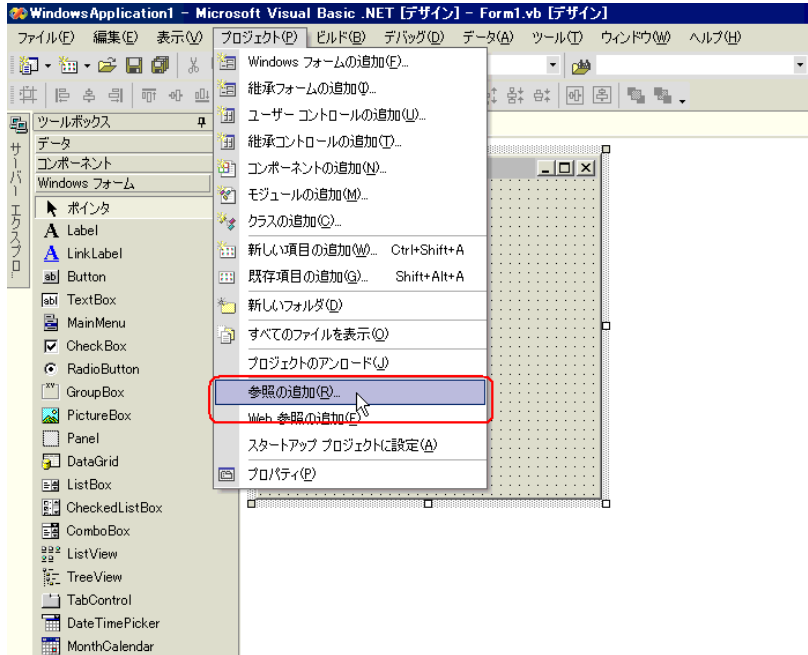 WindowsApplication1 - Microsoft Visual Basic .NET [デザイン] - Form1.vb [デザイン]
ファイル(F) 編集(E) 表示(V) プロジェクト(P) ビルド(B) デバッグ(D) データ(A) ツール(T) ウィンドウ(W) ヘルプ(H)
Windows フォームの追加(F)...
継承フォームの追加(I)...
ユーザー コントロールの追加(U)...
継承コントロールの追加(T)...
コンポーネントの追加(N)...
モジュールの追加(M)...
クラスの追加(C)...
新しい項目の追加(W)... Ctrl+Shift+A
既存項目の追加(G)... Shift+Alt+A
新しいフォルダ(D)
すべてのファイルを表示(O)
プロジェクトのアンロード(J)
参照の追加(R)...
Web 参照の追加(E)
スタートアップ プロジェクトに設定(A)
プロパティ(P)
サーバー エクスプロ
ツールボックス
データ
コンポーネント
Windows フォーム
ポインタ
Label
LinkLabel
Button
TextBox
MainMenu
CheckBox
RadioButton
GroupBox
PictureBox
Panel
DataGrid
ListBox
CheckedListBox
ComboBox
ListView
TreeView
TabControl
DateTimePicker
MonthCalendar